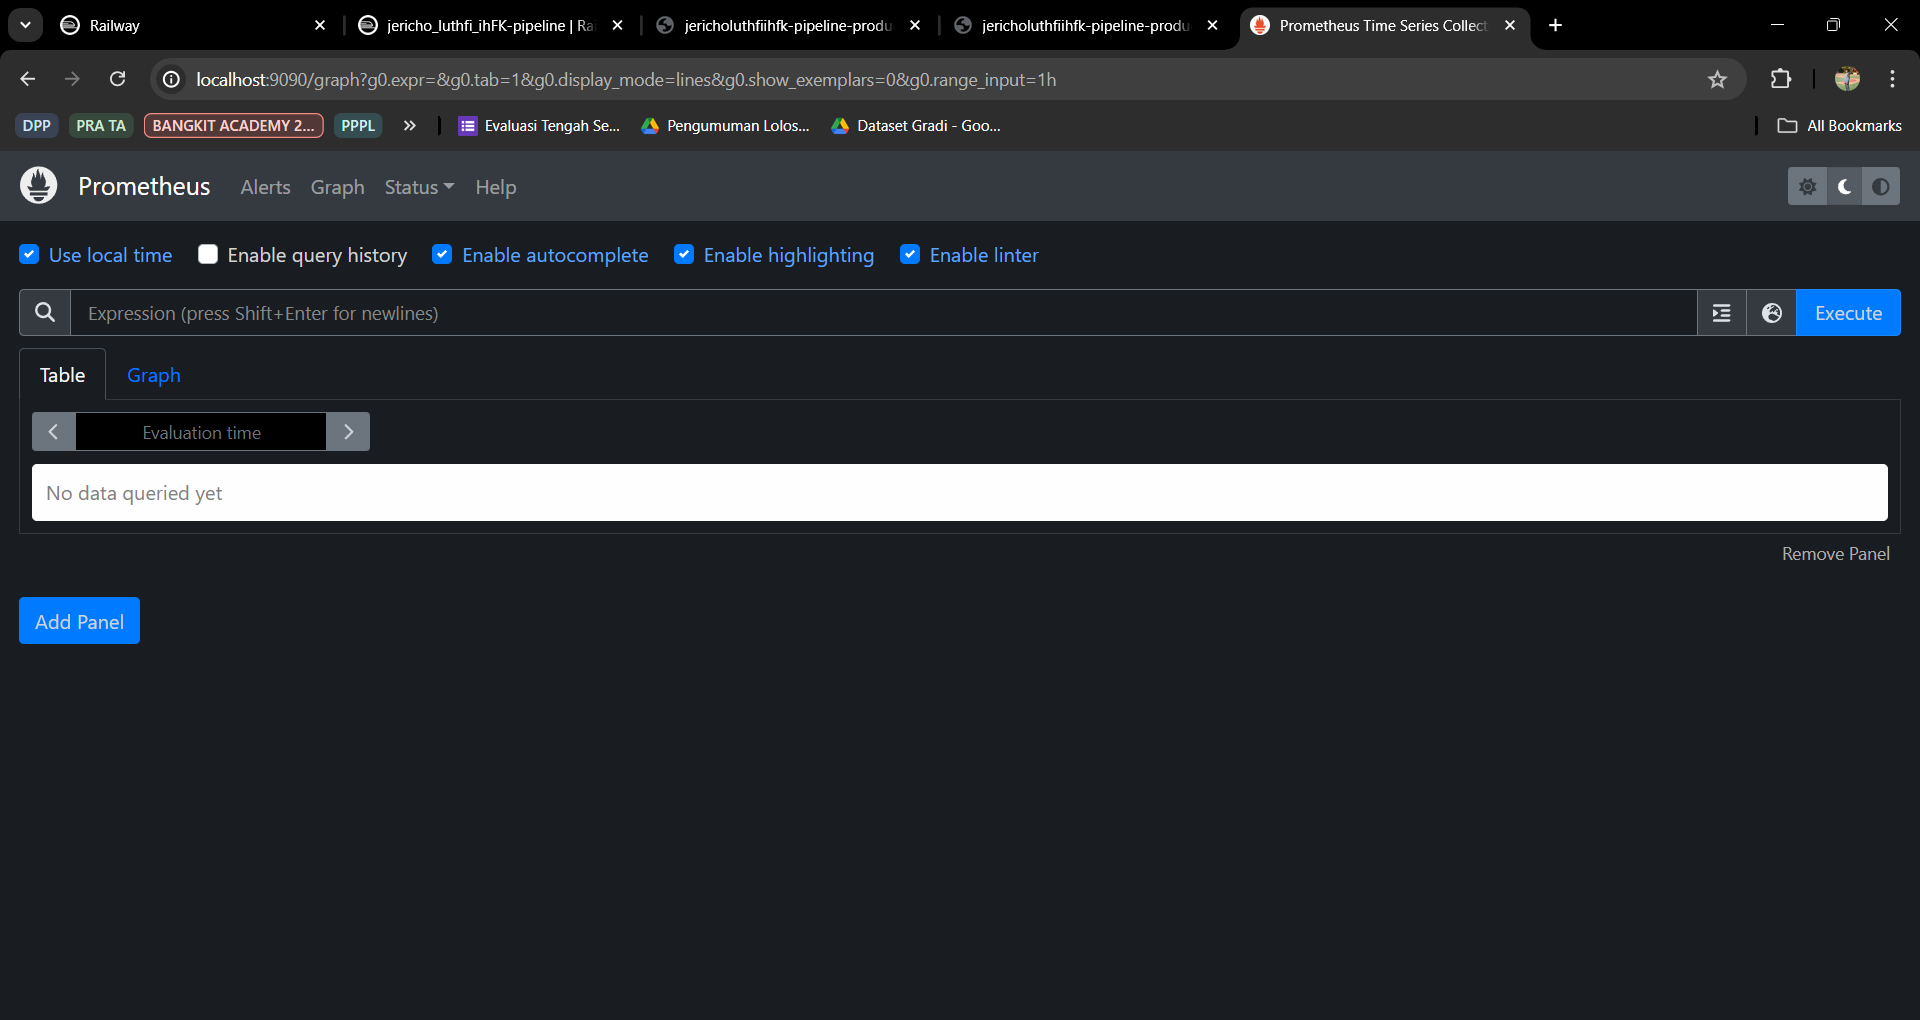 Railway
jericho_luthfi_ihFK-pipeline | Ra
jericholuthfiihfk-pipeline-produ
jericholuthfiihfk-pipeline-produ
Prometheus Time Series Collect
localhost:9090/graph?g0.expr=&g0.tab=1&g0.display_mode=lines&g0.show_exemplars=0&g0.range_input=1h
DPP
PRA TA
BANGKIT ACADEMY 2...
PPPL
Evaluasi Tengah Se...
Pengumuman Lolos...
Dataset Gradi - Goo...
All Bookmarks
Prometheus
Alerts
Graph
Status
Help
Use local time
Enable query history
Enable autocomplete
Enable highlighting
Enable linter
Expression (press Shift+Enter for newlines)
Execute
Table
Graph
Evaluation time
No data queried yet
Remove Panel
Add Panel